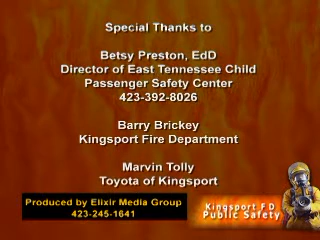 Special Thanks to
Betsy Preston, EdD
Director of East Tennessee Child
Passenger Safety Center
423-392-8026
Barry Brickey
Kingsport Fire Department
Marvin Tolly
Toyota of Kingsport
Produced by Elixir Media Group
423-245-1641
Kingsport FD
Public Safety